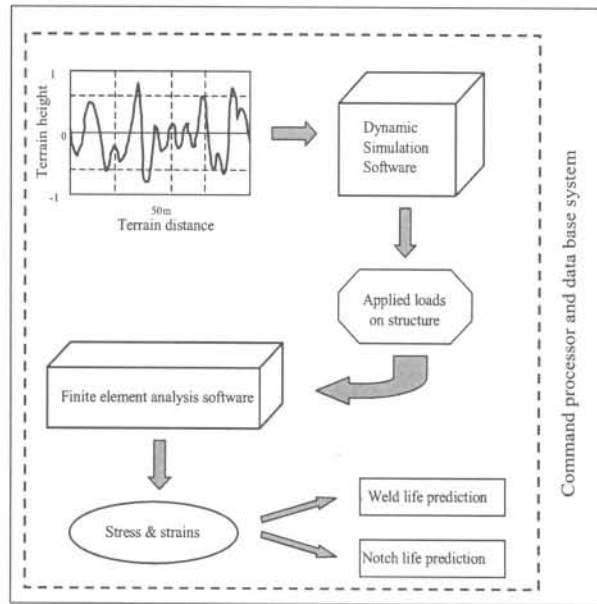 1
Terrain height
0
-1
50m
Terrain distance
Dynamic
Simulation
Software
Applied loads
on structure
Finite element analysis software
Stress & strains
Weld life prediction
Notch life prediction
Command processor and data base system